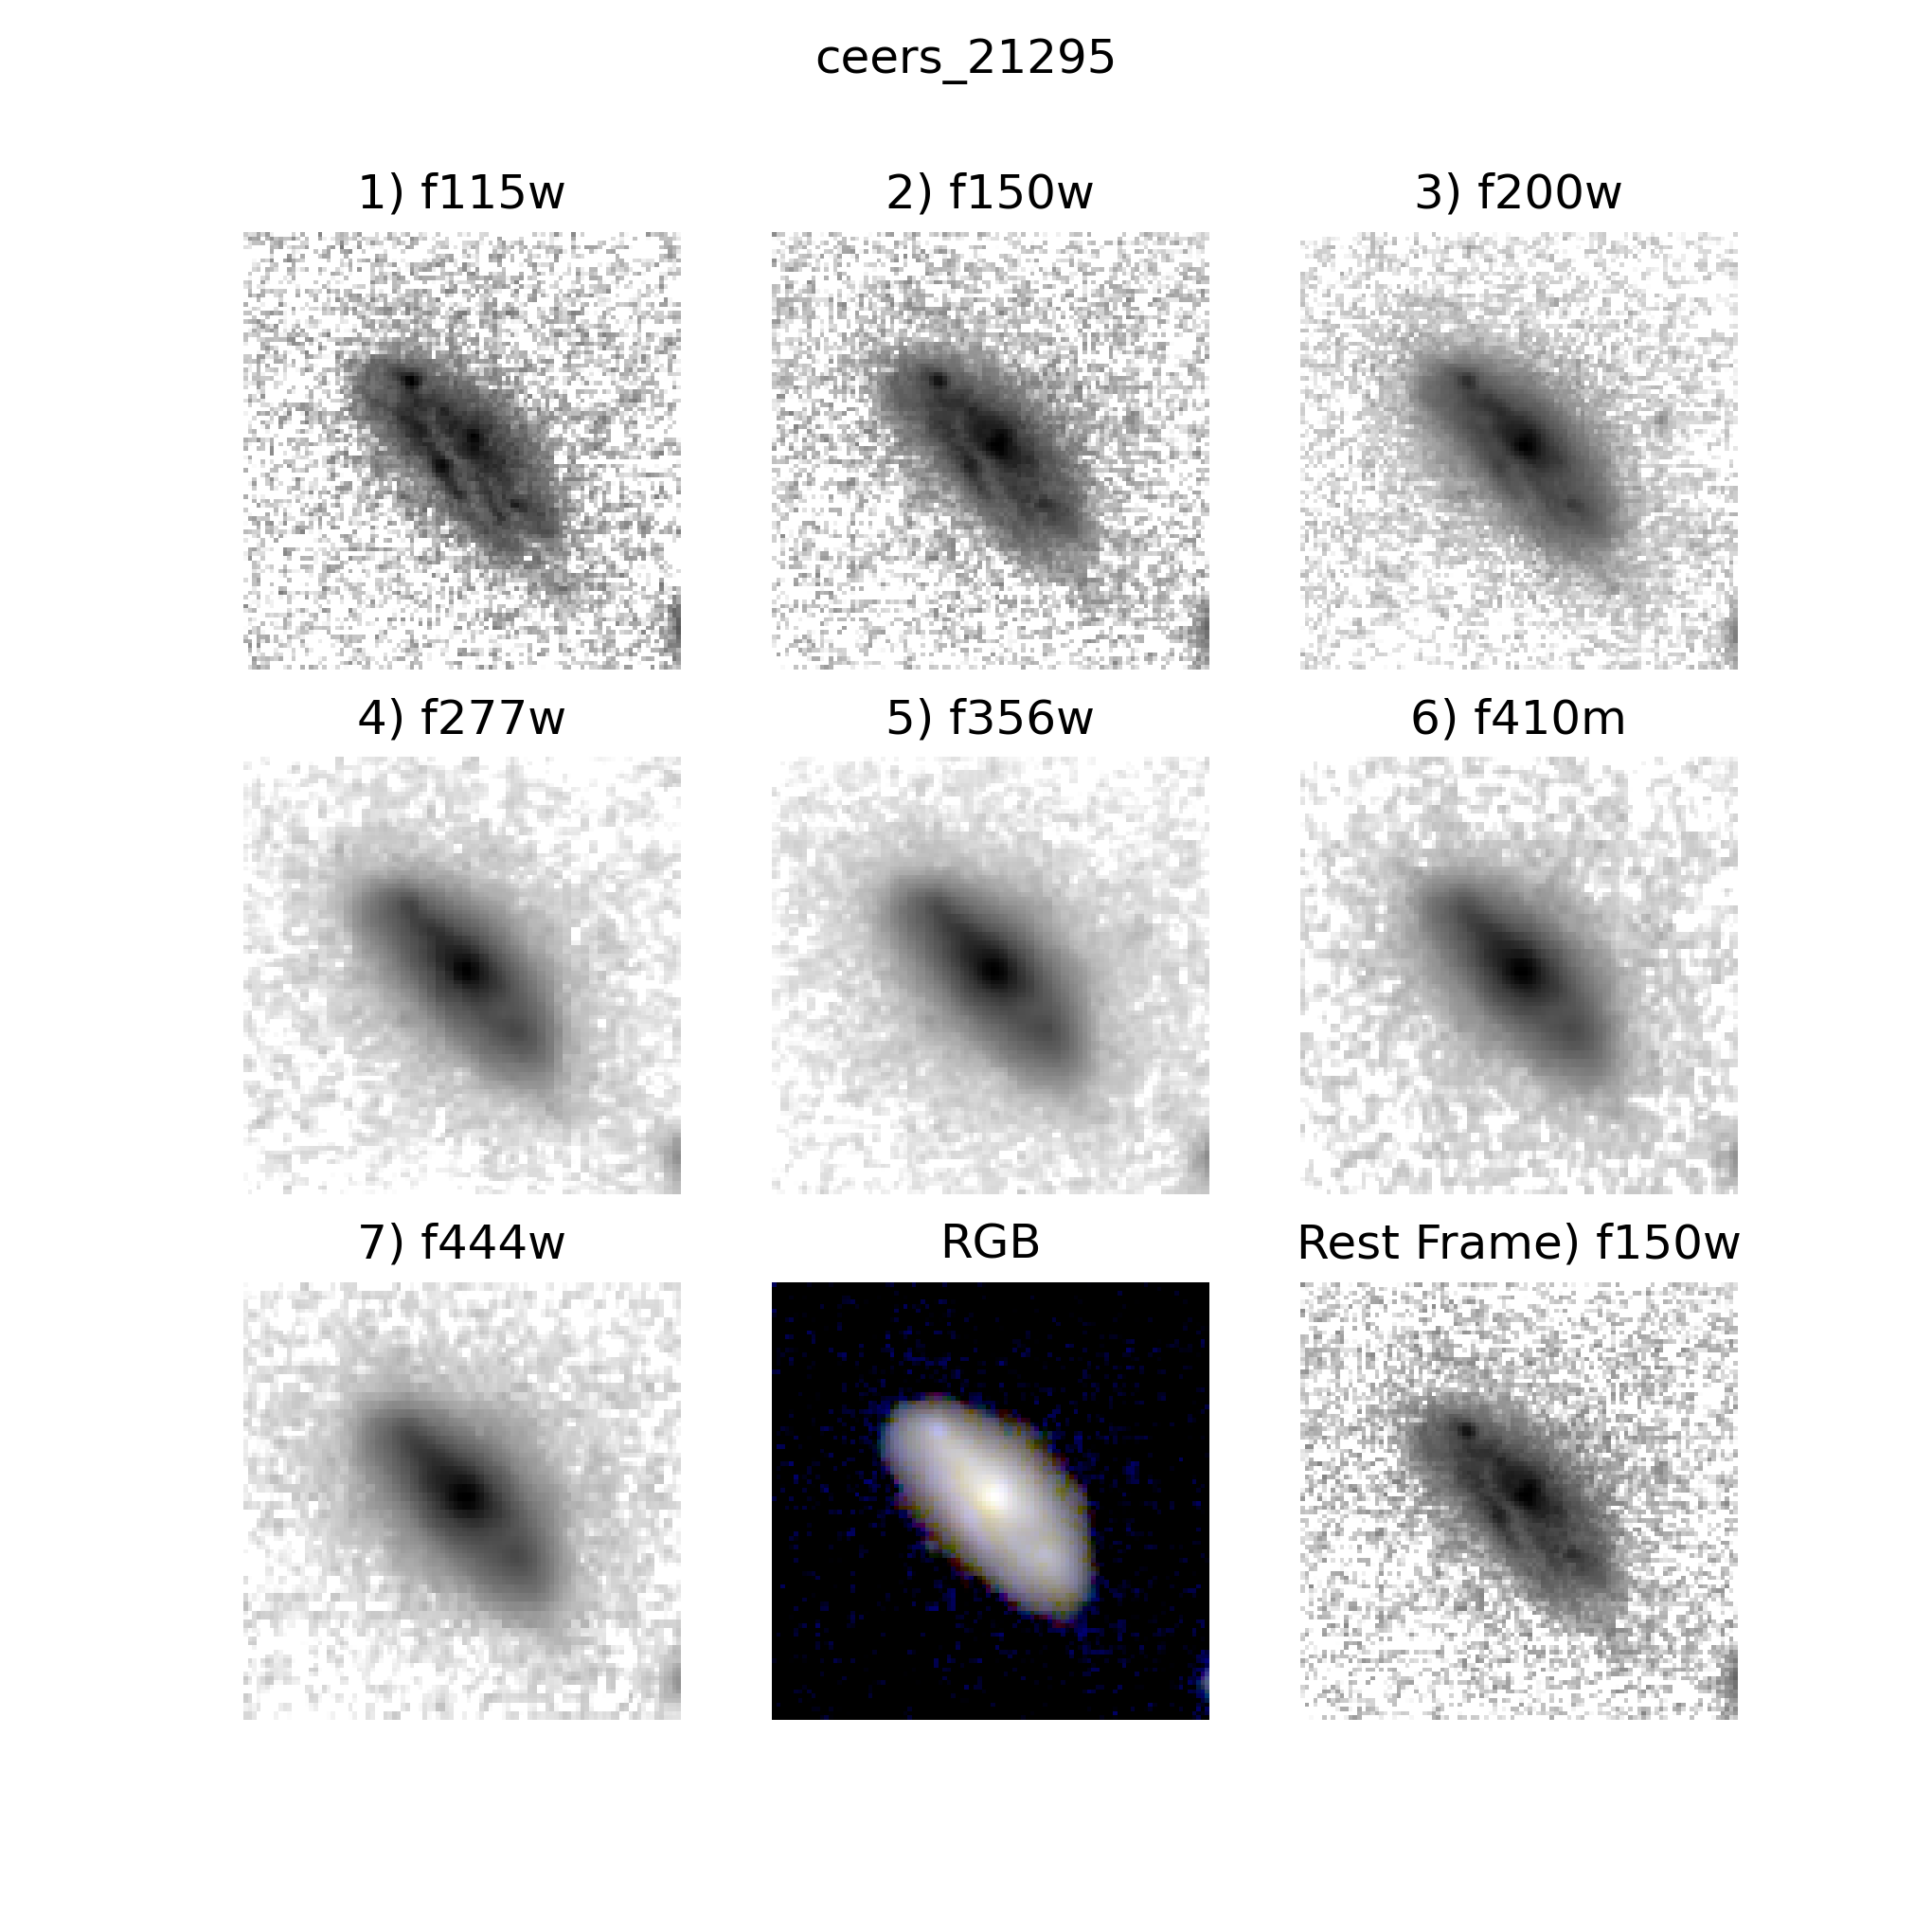 ceers_21295
1) f115w
2) f150w
3) f200w
4) f277w
5) f356w
6) f410m
7) f444w
RGB
Rest Frame) f150w